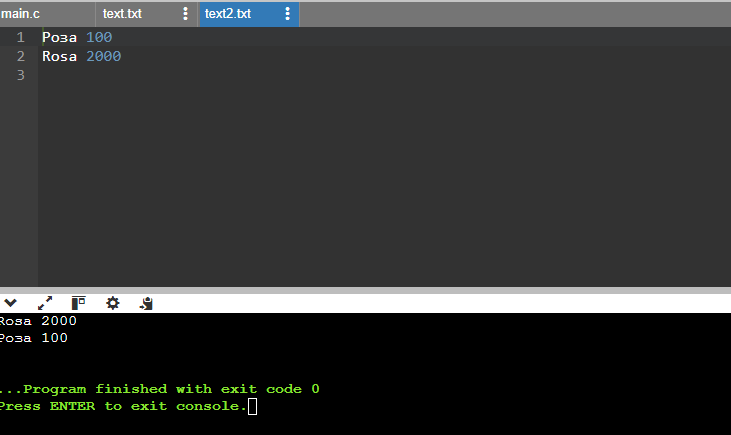 main.c text.txt text2.txt
1 Роза 100
2 Rosa 2000
3
Rosa 2000
Роза 100
...Program finished with exit code 0
Press ENTER to exit console.